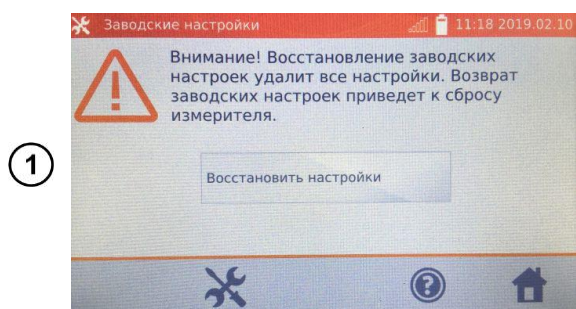 Заводские настройки 11:18 2019.02.10
Внимание! Восстановление заводских
настроек удалит все настройки. Возврат
заводских настроек приведет к сбросу
измерителя.
1
Восстановить настройки